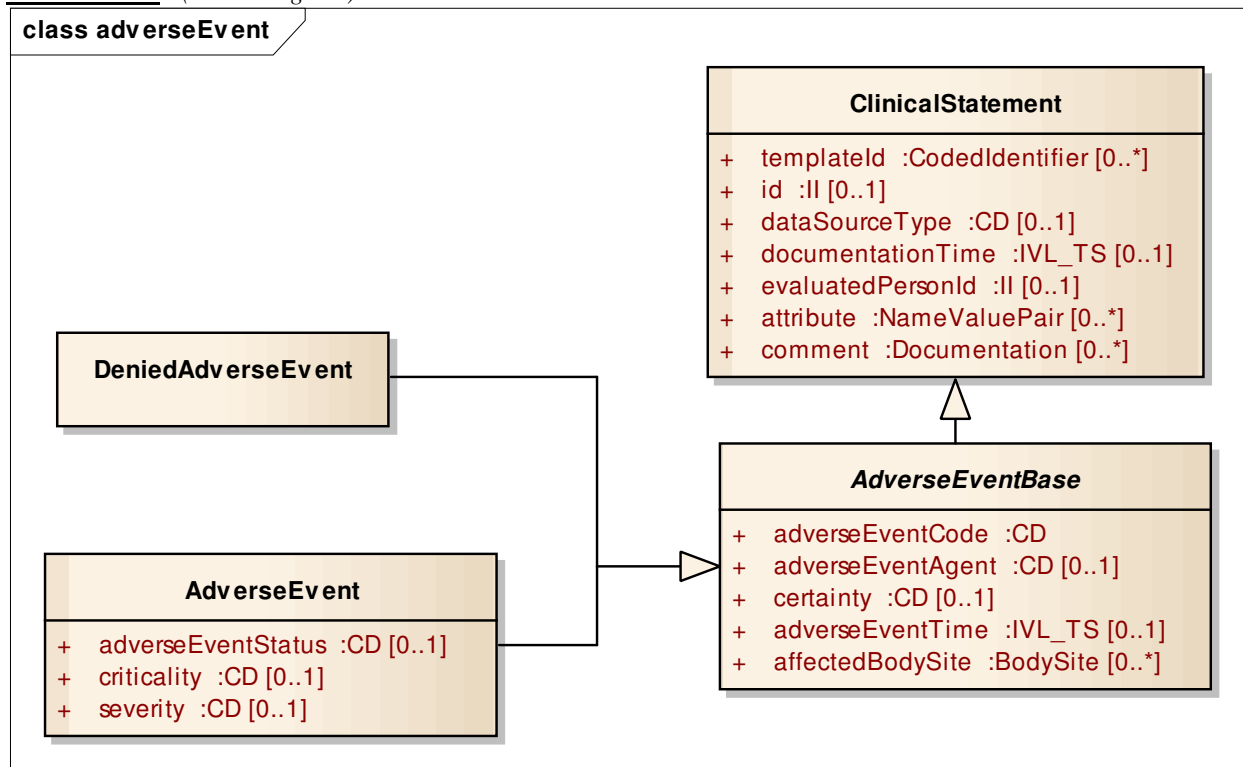 class adverseEvent
ClinicalStatement
+ templateId :CodedIdentifier [0..*]
+ id :II [0..1]
+ dataSourceType :CD [0..1]
+ documentationTime :IVL_TS [0..1]
+ evaluatedPersonId :II [0..1]
+ attribute :NameValuePair [0..*]
+ comment :Documentation [0..*]
DeniedAdverseEvent
AdverseEventBase
+ adverseEventCode :CD
+ adverseEventAgent :CD [0..1]
+ certainty :CD [0..1]
+ adverseEventTime :IVL_TS [0..1]
+ affectedBodySite :BodySite [0..*]
AdverseEvent
+ adverseEventStatus :CD [0..1]
+ criticality :CD [0..1]
+ severity :CD [0..1]